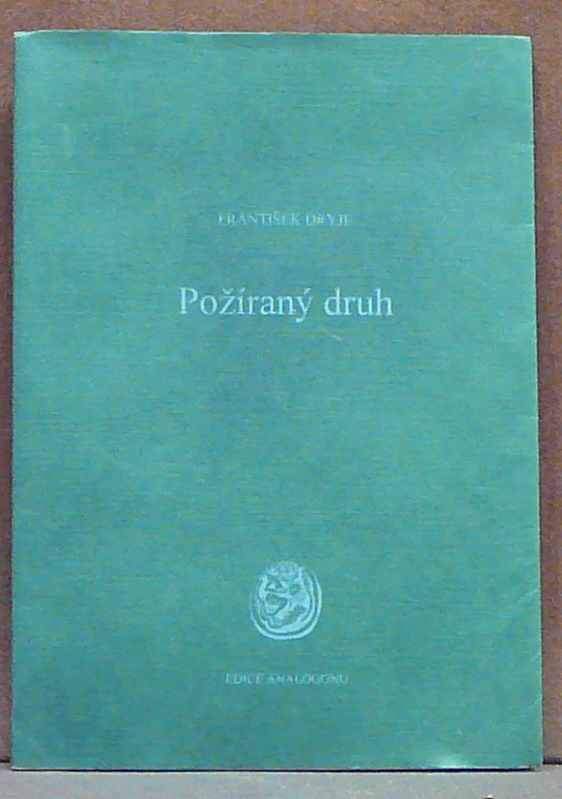 FRANTIŠEK DRYJE
Požíraný druh
EDICE ANALOGONU